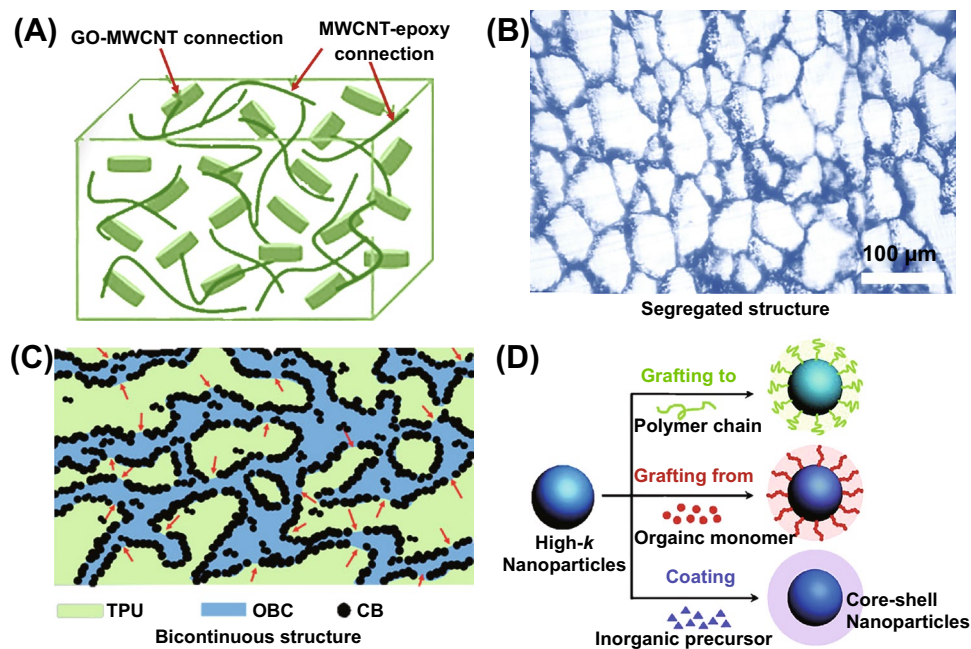 (A)
GO-MWCNT connection
MWCNT-epoxy
connection
(B)
100 μm
Segregated structure
(C)
TPU
OBC
CB
Bicontinuous structure
(D)
High-k
Nanoparticles
Grafting to
Polymer chain
Grafting from
Orgainc monomer
Coating
Inorganic precursor
Core-shell
Nanoparticles